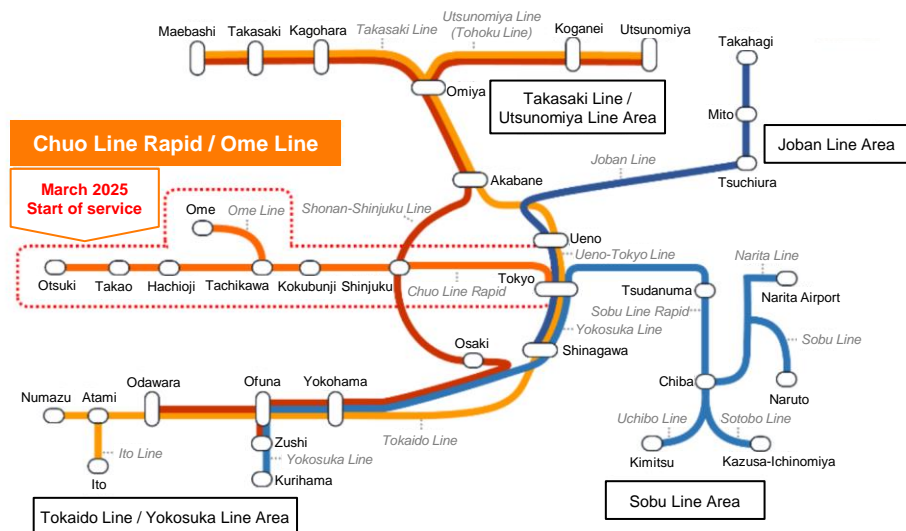 Maebashi
Takasaki
Kagohara
Takasaki Line
Utsunomiya Line
(Tohoku Line)
Koganei
Utsunomiya
Takahagi
Omiya
Takasaki Line /
Utsunomiya Line Area
Mito
Joban Line Area
Chuo Line Rapid / Ome Line
Joban Line
Tsuchiura
March 2025
Start of service
Akabane
Ome
Ome Line
Shonan-Shinjuku Line
Ueno
Ueno-Tokyo Line
Narita Line
Otsuki
Takao
Hachioji
Tachikawa
Kokubunji
Shinjuku
Chuo Line Rapid
Tokyo
Tsudanuma
Narita Airport
Sobu Line Rapid
Yokosuka Line
Sobu Line
Osaki
Shinagawa
Chiba
Naruto
Numazu
Atami
Odawara
Ofuna
Yokohama
Tokaido Line
Uchibo Line
Sotobo Line
Ito Line
Zushi
Yokosuka Line
Kimitsu
Kazusa-Ichinomiya
Ito
Kurihama
Tokaido Line / Yokosuka Line Area
Sobu Line Area